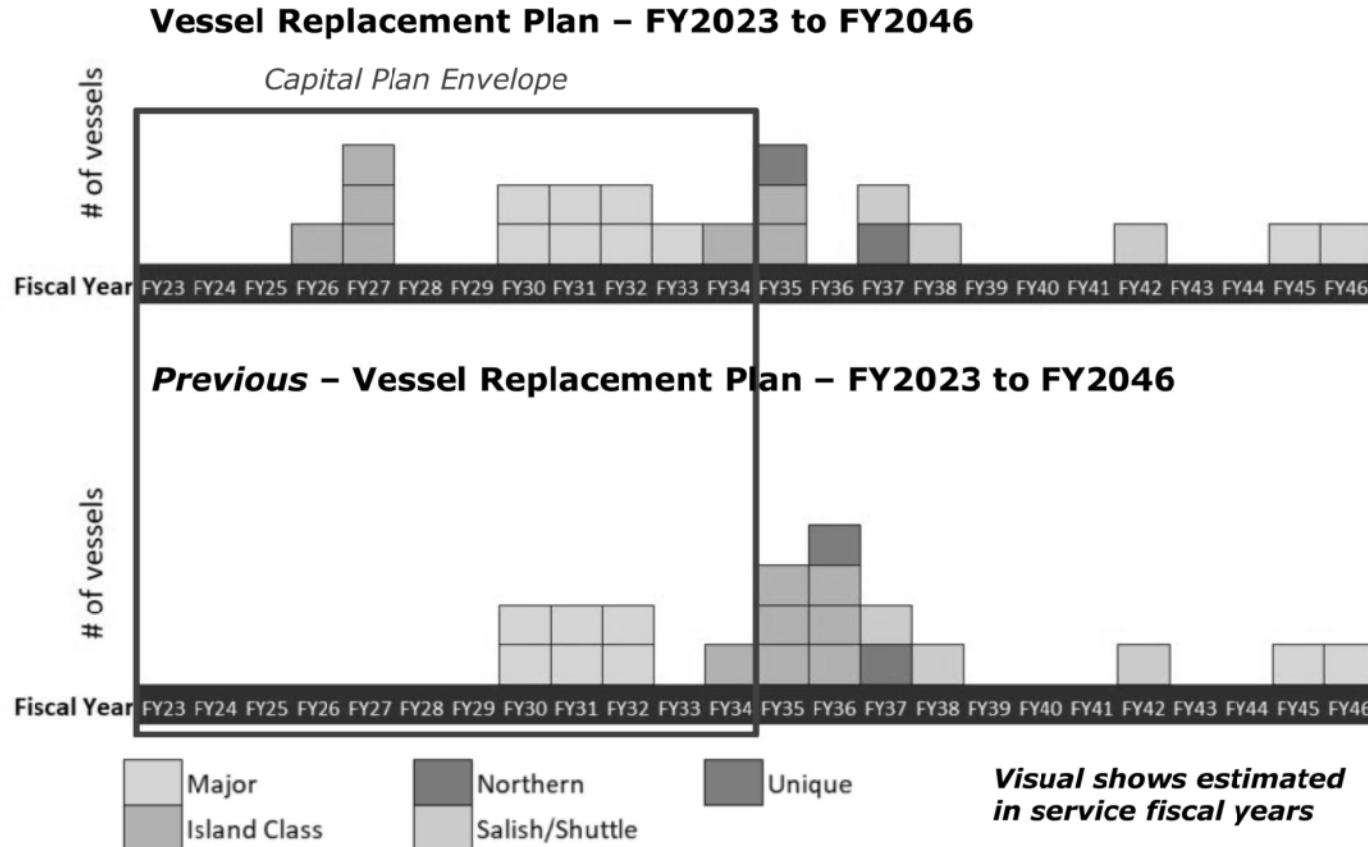 Vessel Replacement Plan – FY2023 to FY2046
Capital Plan Envelope
# of vessels
Fiscal Year FY23 FY24 FY25 FY26 FY27 FY28 FY29 FY30 FY31 FY32 FY33 FY34 FY35 FY36 FY37 FY38 FY39 FY40 FY41 FY42 FY43 FY44 FY45 FY46
Previous – Vessel Replacement Plan – FY2023 to FY2046
# of vessels
Fiscal Year FY23 FY24 FY25 FY26 FY27 FY28 FY29 FY30 FY31 FY32 FY33 FY34 FY35 FY36 FY37 FY38 FY39 FY40 FY41 FY42 FY43 FY44 FY45 FY46
Major Northern Unique
Island Class Salish/Shuttle
Visual shows estimated
in service fiscal years